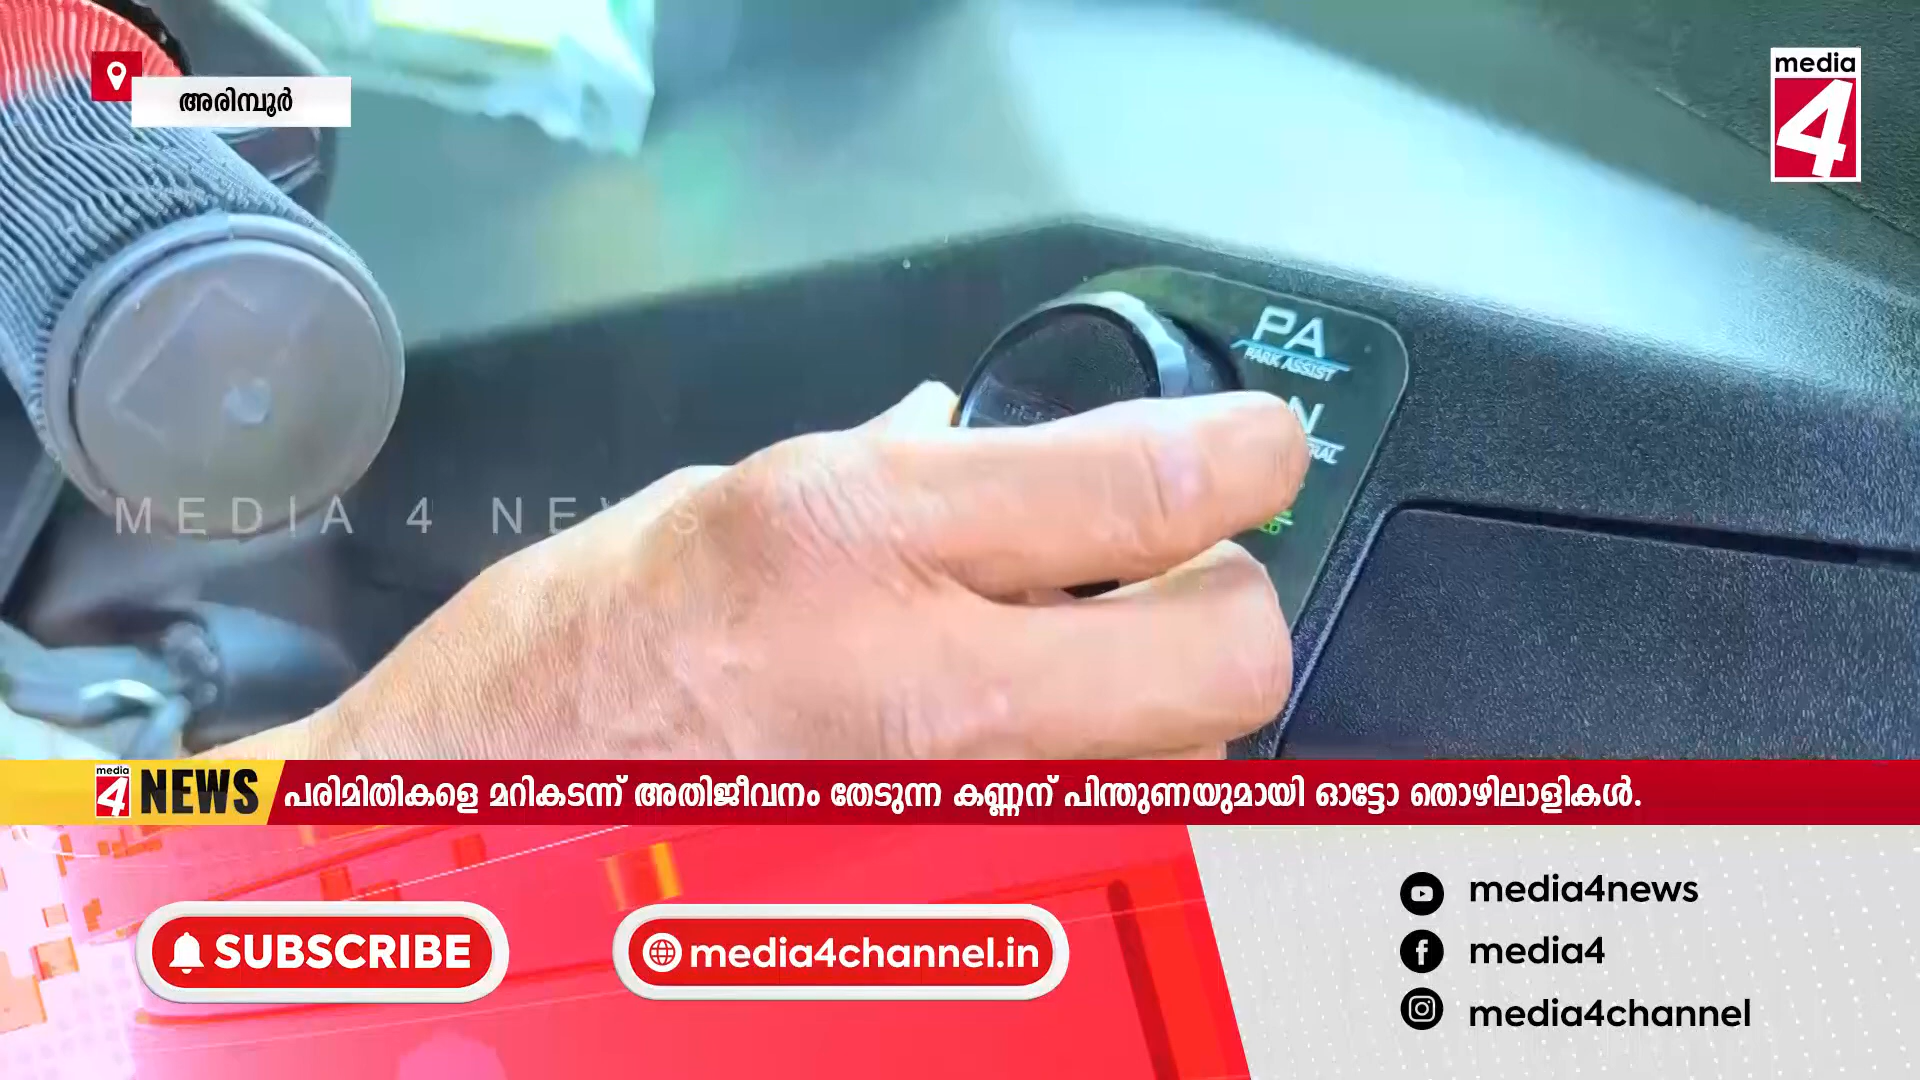 അരിമ്പൂർ
media
4
PA
PARK ASSIST
N
MEDIA 4 NEWS
media
4 NEWS
പരിമിതികളെ മറികടന്ന് അതിജീവനം തേടുന്ന കണ്ണന് പിന്തുണയുമായി ഓട്ടോ തൊഴിലാളികൾ.
SUBSCRIBE
media4channel.in
media4news
media4
media4channel